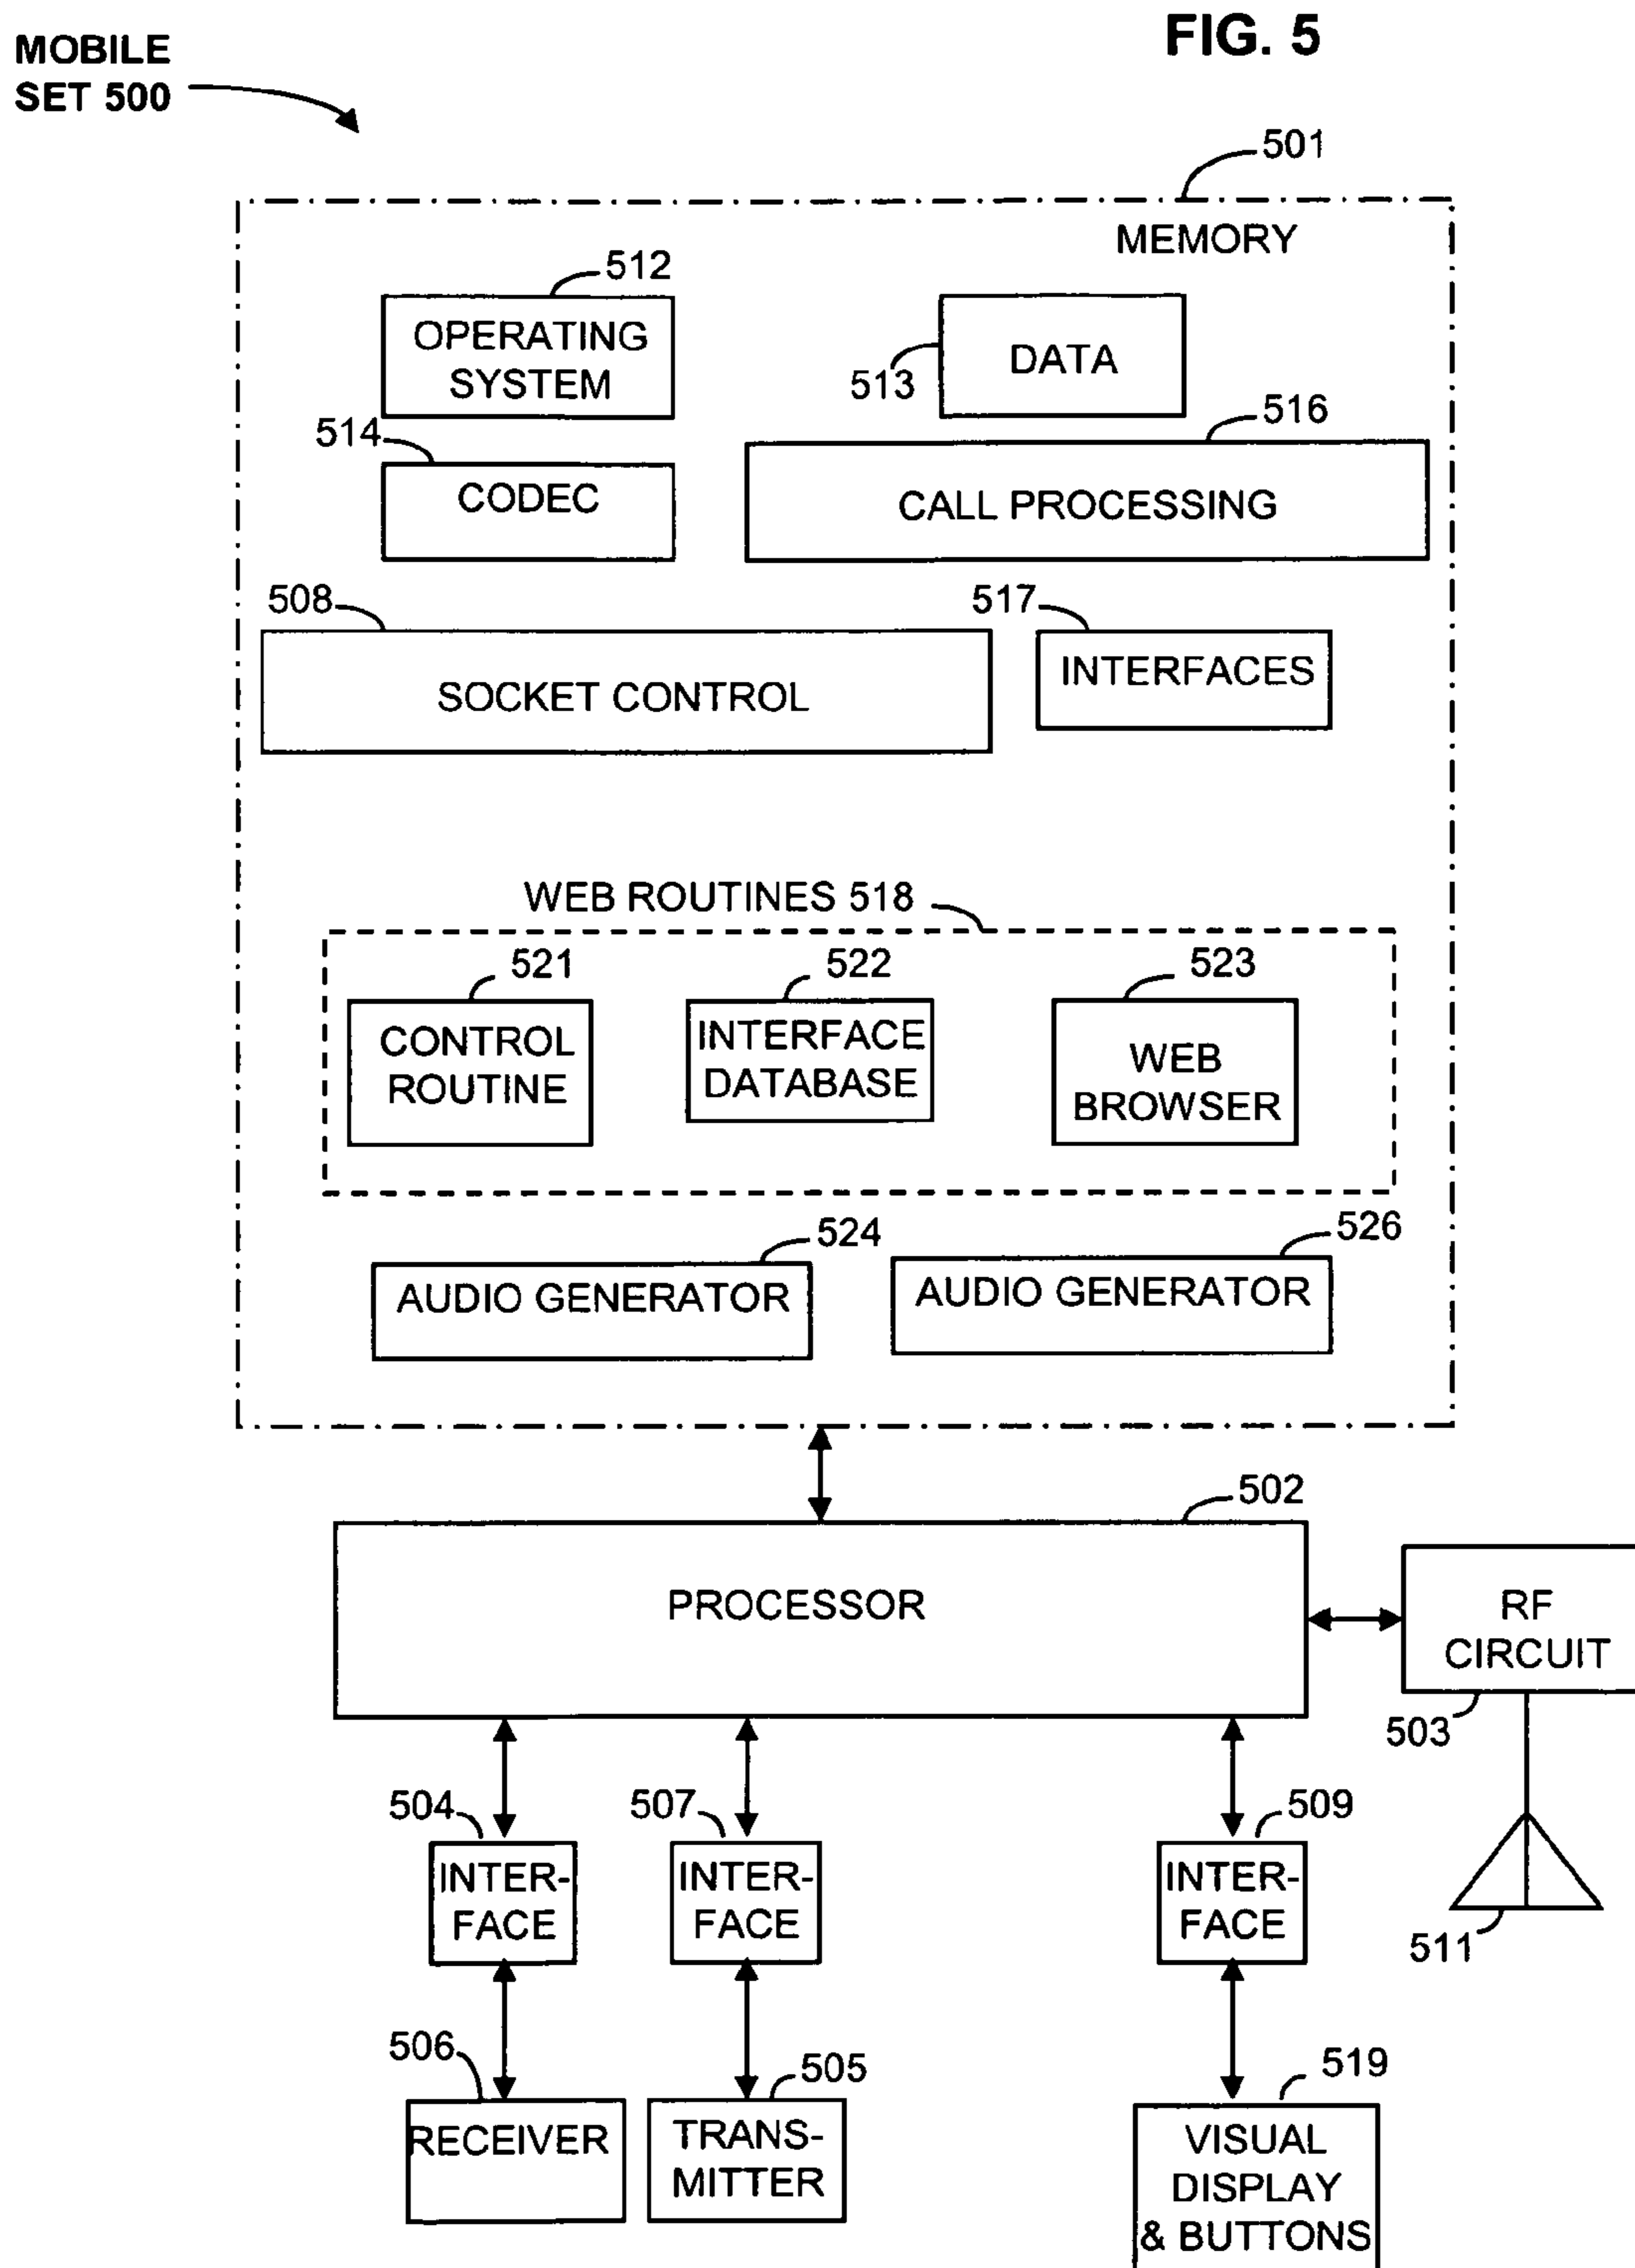 FIG. 5
MOBILE
SET 500
501
MEMORY
512
OPERATING
SYSTEM
513
DATA
514
CODEC
516
CALL PROCESSING
508
SOCKET CONTROL
517
INTERFACES
WEB ROUTINES 518
521
CONTROL
ROUTINE
522
INTERFACE
DATABASE
523
WEB
BROWSER
524
AUDIO GENERATOR
526
AUDIO GENERATOR
502
PROCESSOR
RF
CIRCUIT
503
504
INTER-
FACE
507
INTER-
FACE
509
INTER-
FACE
511
506
RECEIVER
505
TRANS-
MITTER
519
VISUAL
DISPLAY
& BUTTONS